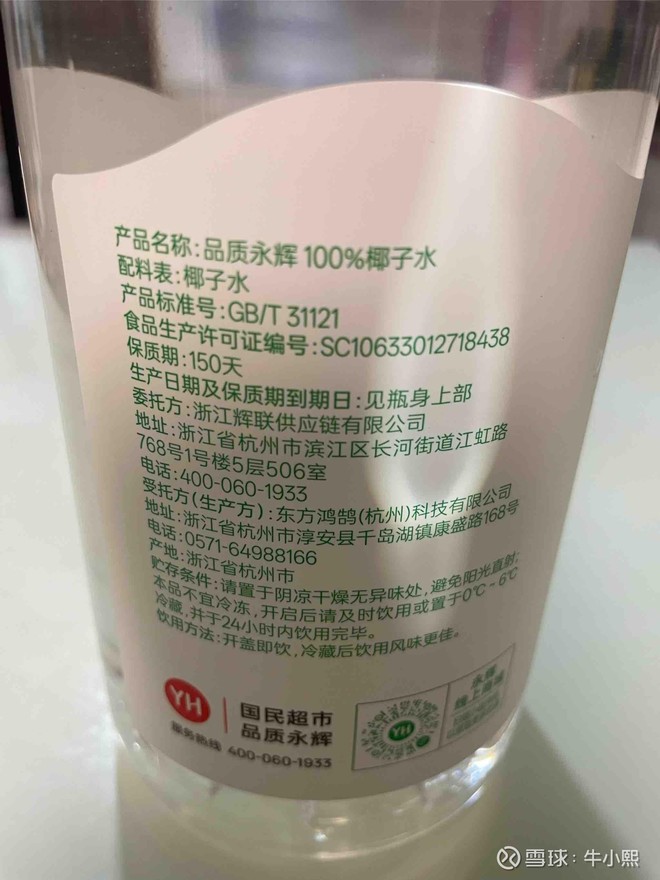 产品名称:品质永辉 100%椰子水
配料表:椰子水
产品标准号:GB/T 31121
食品生产许可证编号:SC10633012718438
保质期:150天
生产日期及保质期到期日:见瓶身上部
委托方:浙江辉联供应链有限公司
地址:浙江省杭州市滨江区长河街道江虹路
768号1号楼5层506室
电话:400-060-1933
受托方(生产方):东方鸿鹄(杭州)科技有限公司
地址:浙江省杭州市淳安县千岛湖镇康盛路168号
电话:0571-64988166
产地:浙江省杭州市
贮存条件:请置于阴凉干燥无异味处,避免阳光直射;
本品不宜冷冻,开启后请及时饮用或置于0℃~6℃
冷藏,并于24小时内饮用完毕。
饮用方法:开盖即饮,冷藏后饮用风味更佳。
YH
国民超市
品质永辉
服务热线 400-060-1933
YH
永辉
线上商城
雪球:牛小熙